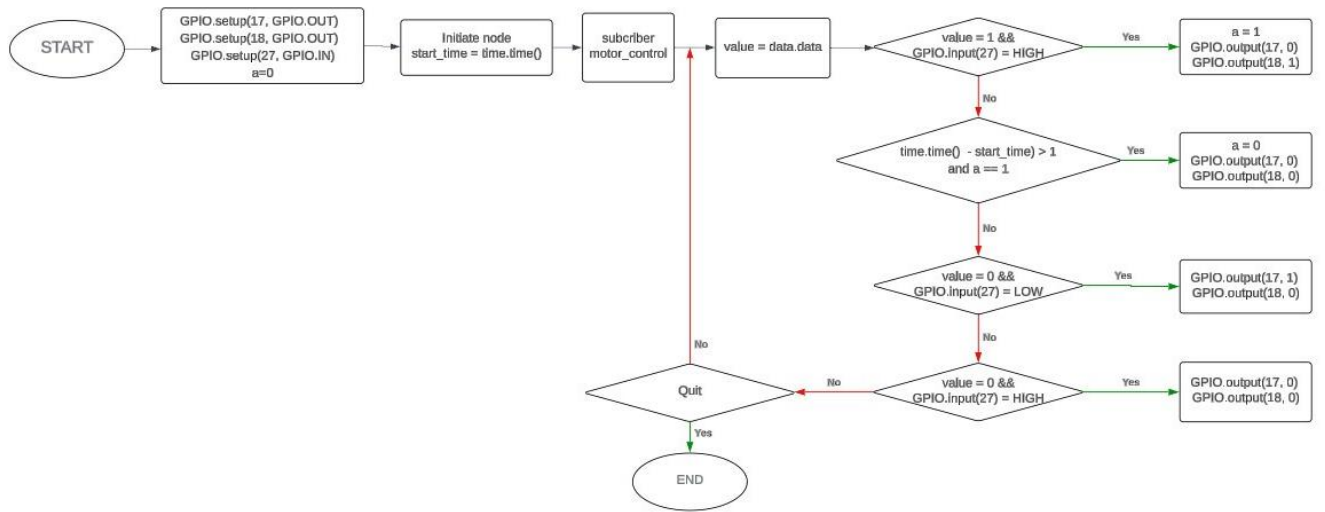 START
GPIO.setup(17, GPIO.OUT)
GPIO.setup(18, GPIO.OUT)
GPIO.setup(27, GPIO.IN)
a=0
Initiate node
start_time = time.time()
subcriber
motor_control
value = data.data
value = 1 &&
GPIO.input(27) = HIGH
Yes
a = 1
GPIO.output(17, 0)
GPIO.output(18, 1)
No
time.time() - start_time) > 1
and a == 1
Yes
a = 0
GPIO.output(17, 0)
GPIO.output(18, 0)
No
value = 0 &&
GPIO.input(27) = LOW
Yes
GPIO.output(17, 1)
GPIO.output(18, 0)
No
value = 0 &&
GPIO.input(27) = HIGH
Yes
GPIO.output(17, 0)
GPIO.output(18, 0)
No
Quit
No
Yes
END